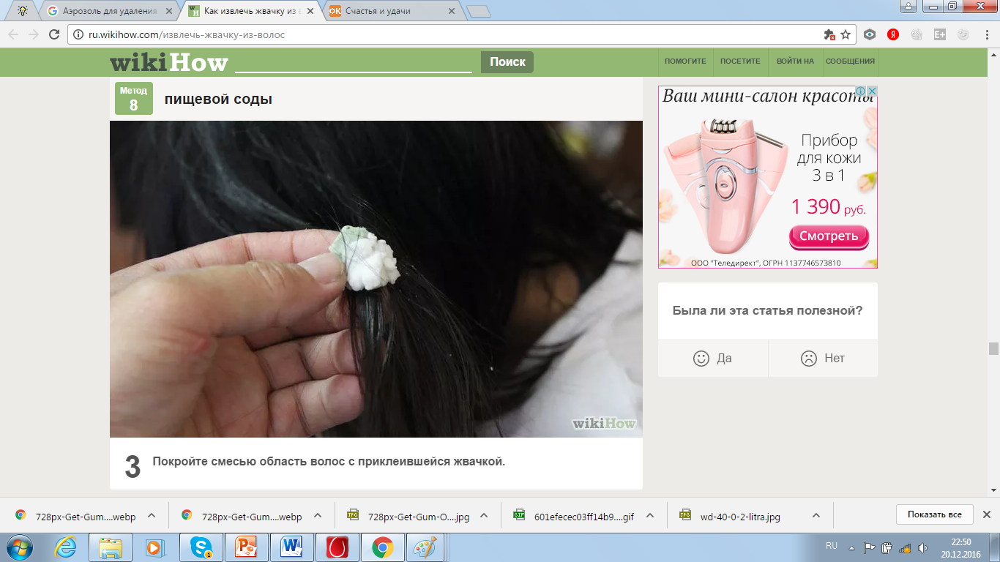 Аэрозоль для удаления
Как извлечь жвачку из в
OK Счастья и удачи
ru.wikihow.com/извлечь-жвачку-из-волос
wikiHow
Поиск
ПОМОГИТЕ
ПОСЕТИТЕ
ВОЙТИ НА
СООБЩЕНИЯ
Метод
8
пищевой соды
wikiHow
3 Покройте смесью область волос с приклеившейся жвачкой.
Ваш мини-салон красоты
Прибор
для кожи
3 в 1
1 390 руб.
Смотреть
ООО "Теледирект", ОГРН 1137746573810
Была ли эта статья полезной?
Да
Нет
728px-Get-Gum....webp
728px-Get-Gum....webp
728px-Get-Gum-O....jpg
601efecec03ff14b9....gif
wd-40-0-2-litra.jpg
Показать все
RU
22:50
20.12.2016